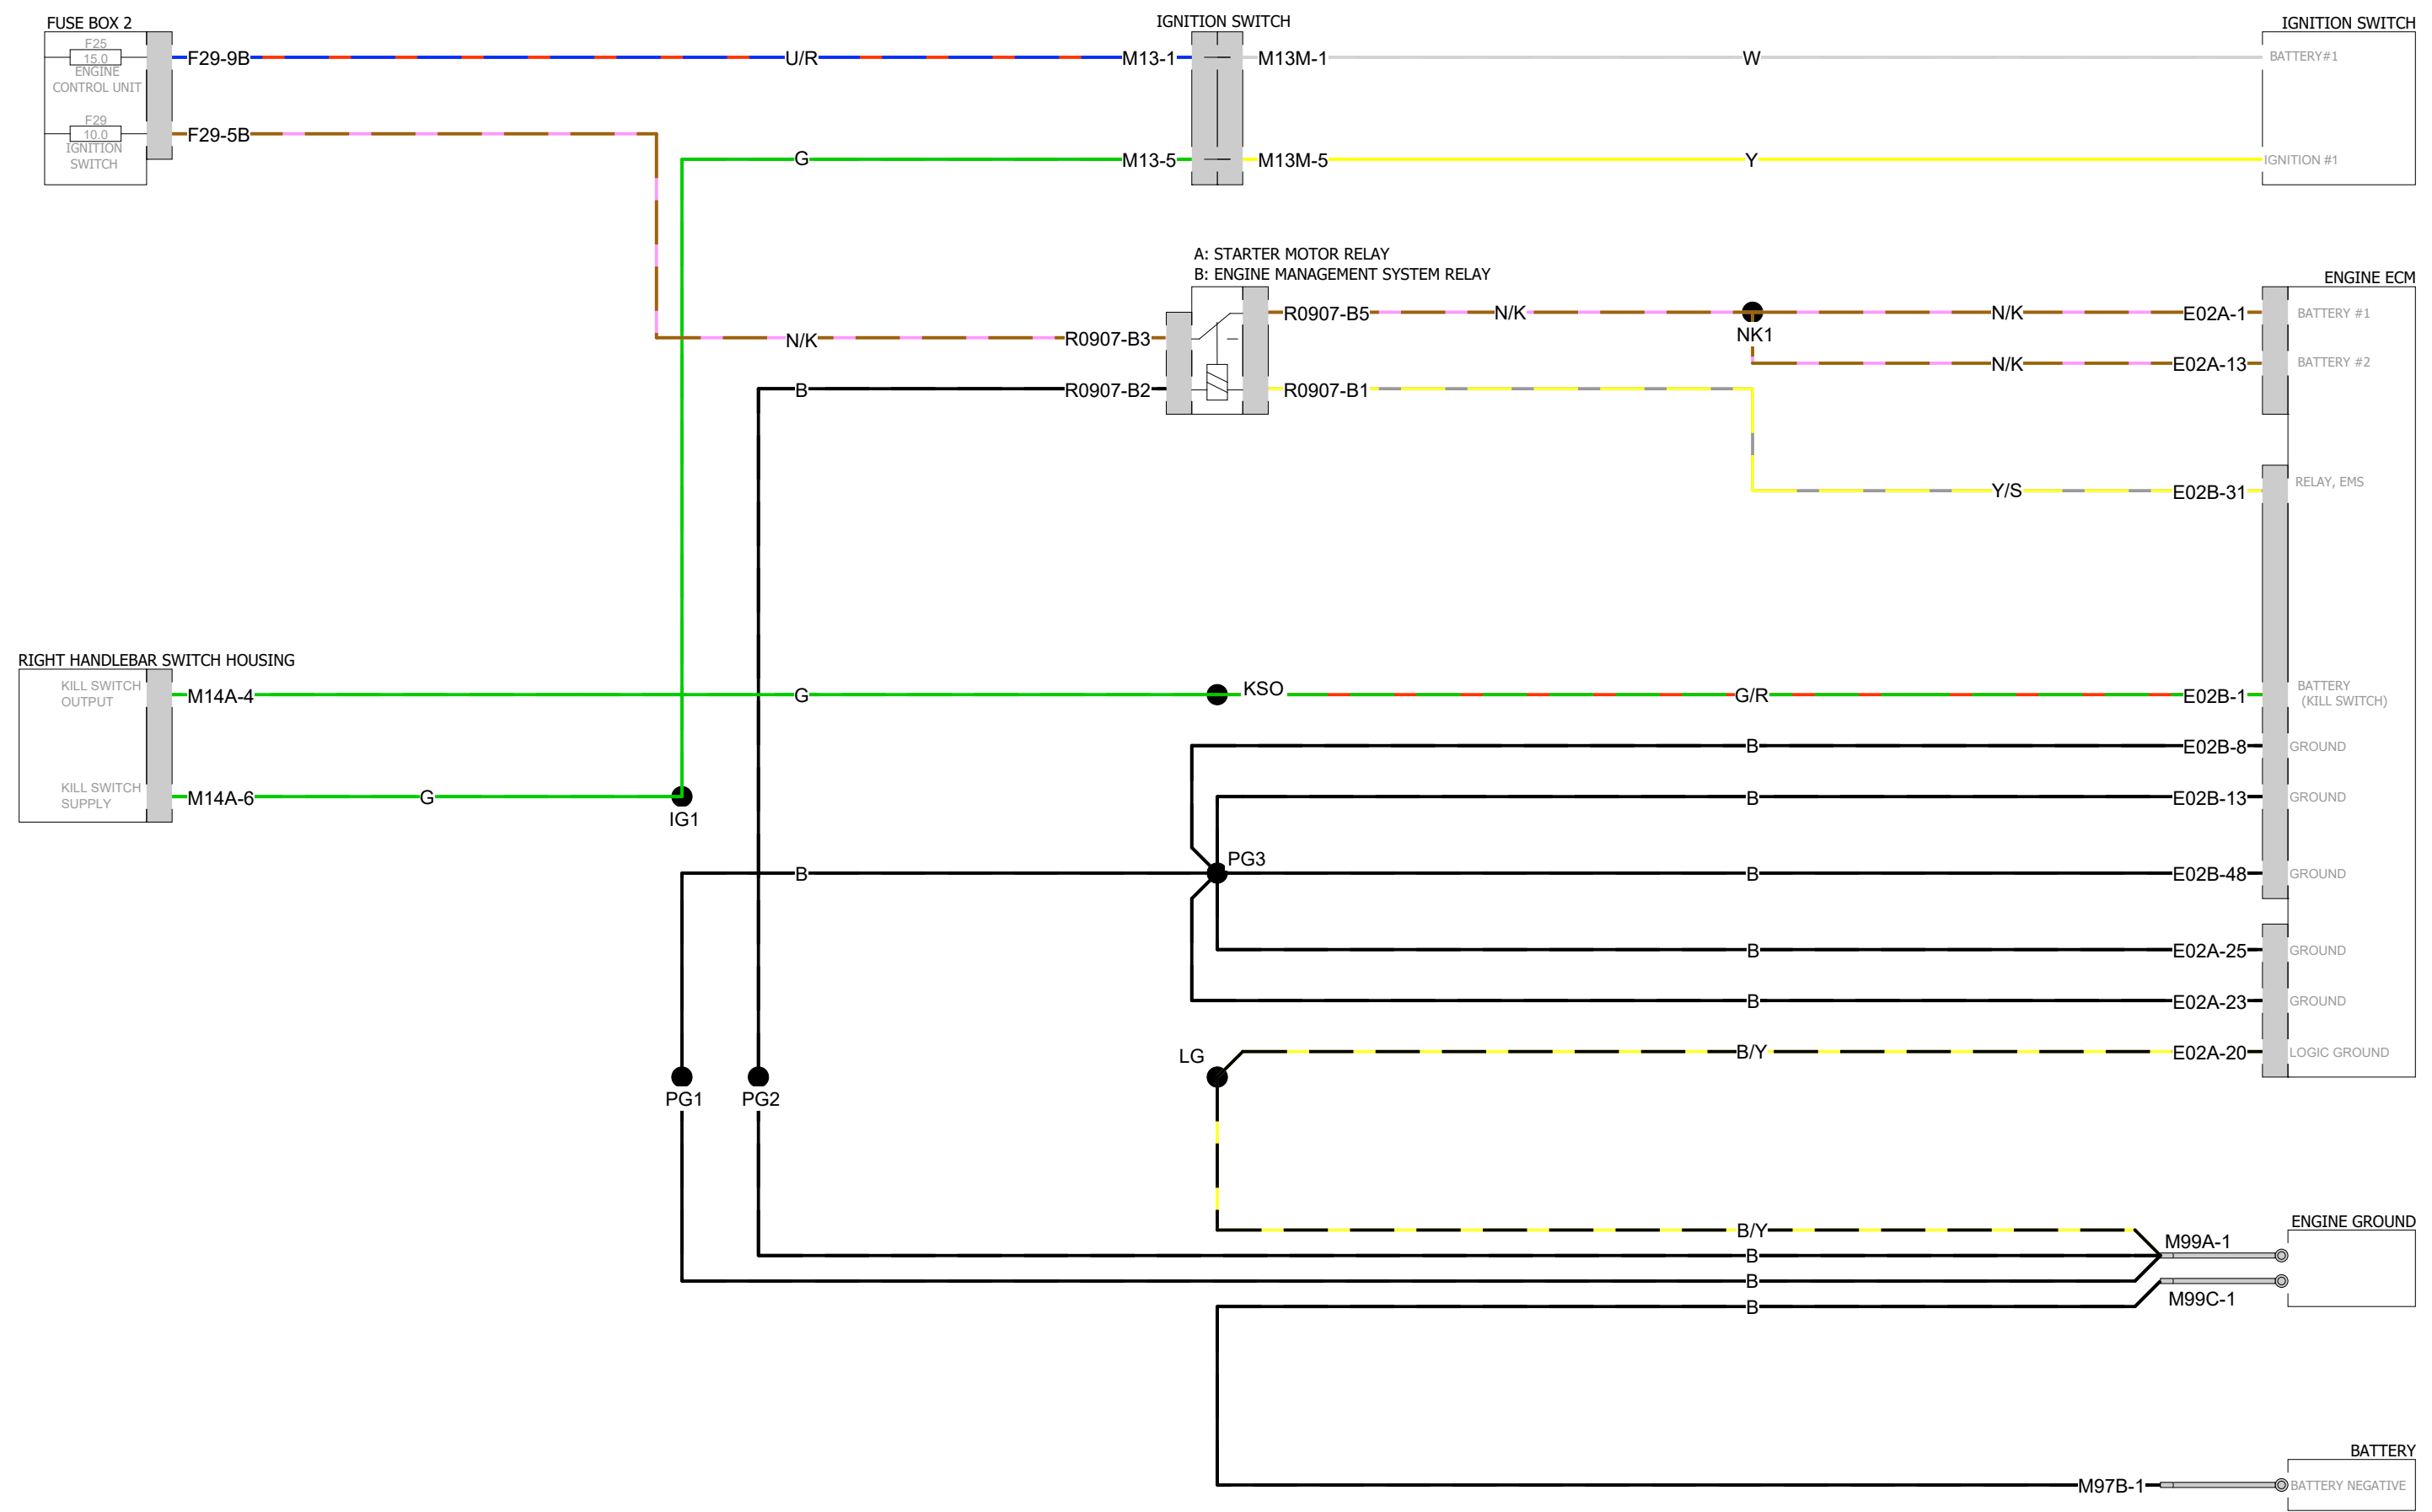 FUSE BOX 2
IGNITION SWITCH
IGNITION SWITCH
F25
15.0
ENGINE
CONTROL UNIT
F29-9B
U/R
M13-1
M13M-1
W
BATTERY#1
F29
10.0
IGNITION
SWITCH
F29-5B
G
M13-5
M13M-5
Y
IGNITION #1
A: STARTER MOTOR RELAY
B: ENGINE MANAGEMENT SYSTEM RELAY
ENGINE ECM
R0907-B5
N/K
NK1
N/K
E02A-1
BATTERY #1
N/K
R0907-B3
N/K
E02A-13
BATTERY #2
B
R0907-B2
R0907-B1
Y/S
E02B-31
RELAY, EMS
RIGHT HANDLEBAR SWITCH HOUSING
KILL SWITCH
OUTPUT
M14A-4
G
KSO
G/R
E02B-1
BATTERY
(KILL SWITCH)
B
E02B-8
GROUND
KILL SWITCH
SUPPLY
M14A-6
G
IG1
B
E02B-13
GROUND
B
PG3
B
E02B-48
GROUND
B
E02A-25
GROUND
B
E02A-23
GROUND
LG
B/Y
E02A-20
LOGIC GROUND
PG1
PG2
ENGINE GROUND
B/Y
M99A-1
B
B
M99C-1
B
BATTERY
M97B-1
BATTERY NEGATIVE